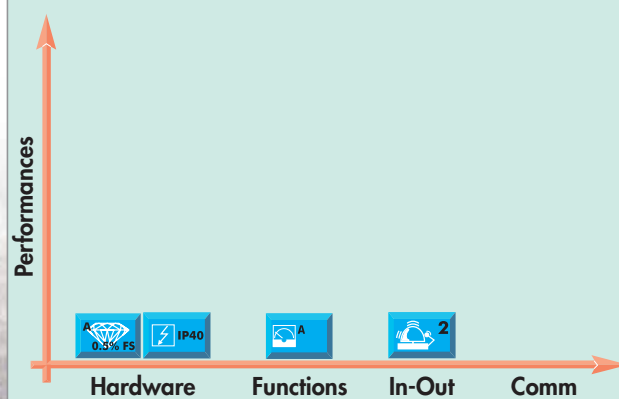 Performances
A
0.5% FS
IP40
A
2
Hardware
Functions
In-Out
Comm